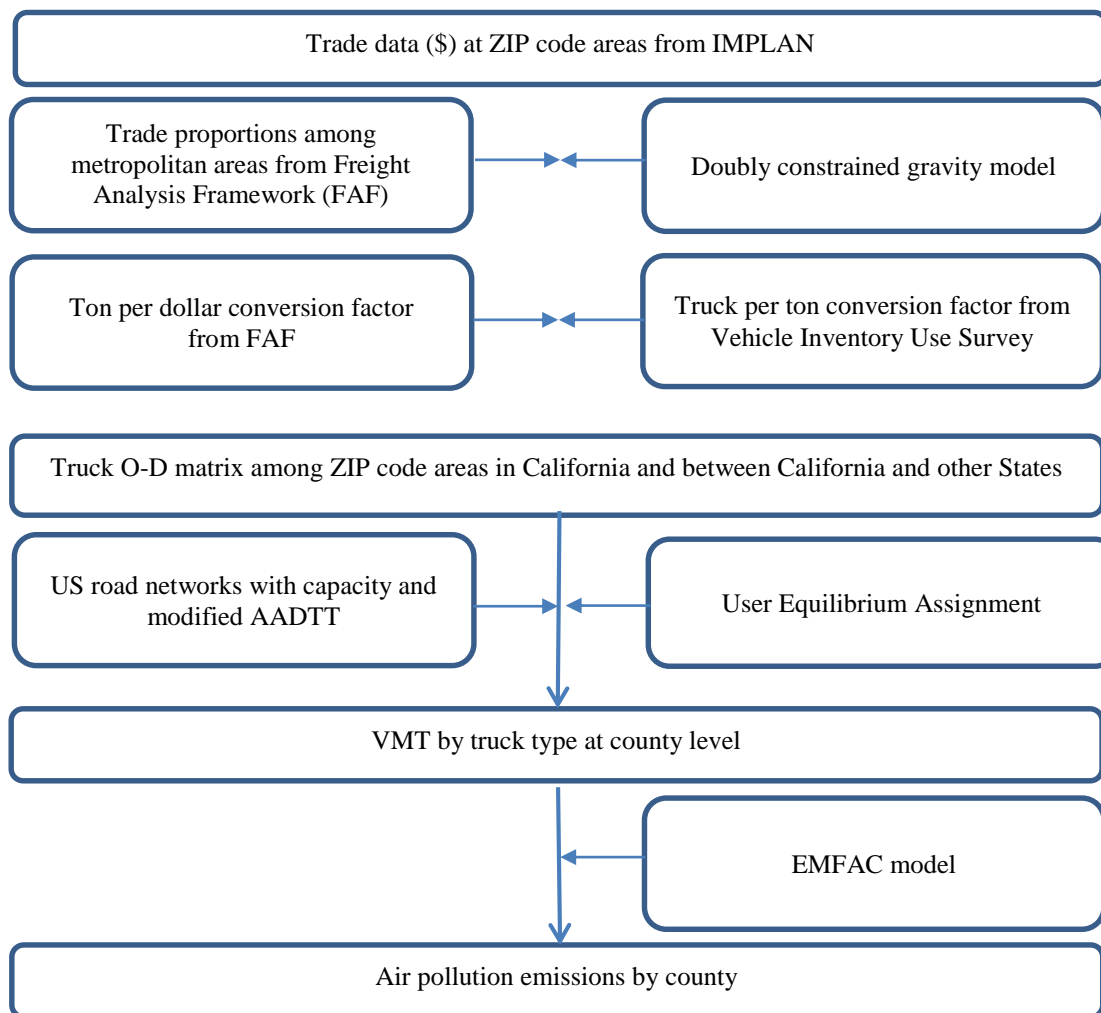 Trade data ($) at ZIP code areas from IMPLAN
Trade proportions among
metropolitan areas from Freight
Analysis Framework (FAF)
Doubly constrained gravity model
Ton per dollar conversion factor
from FAF
Truck per ton conversion factor from
Vehicle Inventory Use Survey
Truck O-D matrix among ZIP code areas in California and between California and other States
US road networks with capacity and
modified AADTT
User Equilibrium Assignment
VMT by truck type at county level
EMFAC model
Air pollution emissions by county